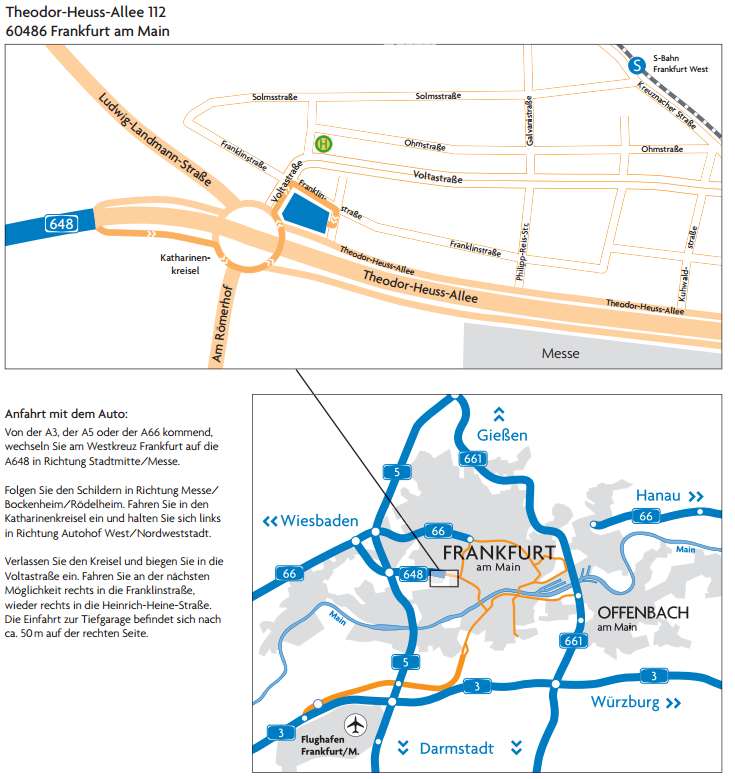 Theodor-Heuss-Allee 112
60486 Frankfurt am Main
S-Bahn
Frankfurt West
S
Kreuznacher Straße
Ludwig-Landmann-Straße
Solmsstraße
Solmsstraße
Galvanistraße
Franklinstraße
H
Ohmstraße
Ohmstraße
Voltastraße
Voltastraße
Franklin-
straße
648
Katharinen-
kreisel
Franklinstraße
Philipp-Reis-Str.
Kuhwald-
straße
Theodor-Heuss-Allee
Theodor-Heuss-Allee
Theodor-Heuss-Allee
Am Römerhof
Messe
Anfahrt mit dem Auto:
Von der A3, der A5 oder der A66 kommend,
wechseln Sie am Westkreuz Frankfurt auf die
A648 in Richtung Stadtmitte/Messe.
Folgen Sie den Schildern in Richtung Messe/
Bockenheim/Rödelheim. Fahren Sie in den
Katharinenkreisel ein und halten Sie sich links
in Richtung Autohof West/Nordweststadt.
Verlassen Sie den Kreisel und biegen Sie in die
Voltastraße ein. Fahren Sie an der nächsten
Möglichkeit rechts in die Franklinstraße,
wieder rechts in die Heinrich-Heine-Straße.
Die Einfahrt zur Tiefgarage befindet sich nach
ca. 50 m auf der rechten Seite.
Gießen
661
5
Hanau
66
Wiesbaden
66
FRANKFURT
am Main
Main
66
648
OFFENBACH
am Main
Main
661
5
3
3
Würzburg
3
Flughafen
Frankfurt/M.
Darmstadt